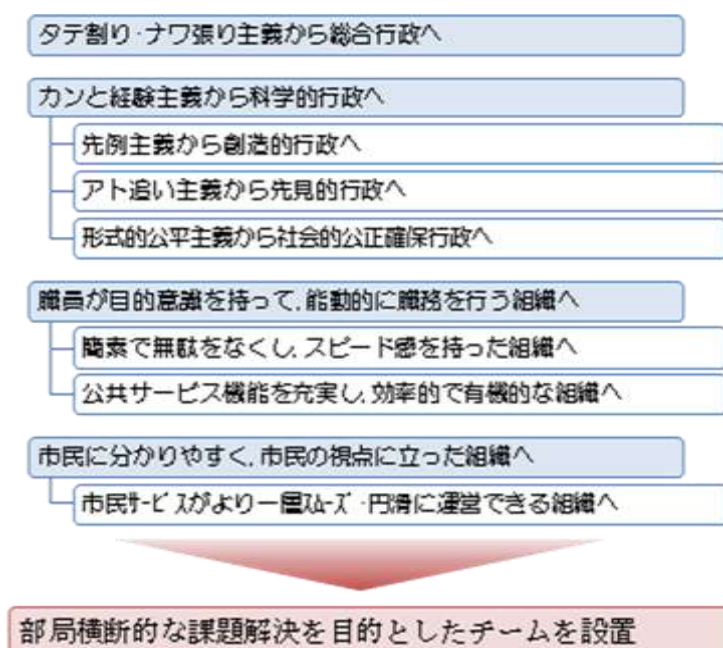 タテ割り・ナワ張り主義から総合行政へ
カンと経験主義から科学的行政へ
先例主義から創造的行政へ
アト追い主義から先見的行政へ
形式的公平主義から社会的公正確保行政へ
職員が目的意識を持って,能動的に職務を行う組織へ
簡素で無駄をなくし,スピード感を持った組織へ
公共サービス機能を充実し,効率的で有機的な組織へ
市民に分かりやすく,市民の視点に立った組織へ
市民ｻｰﾋﾞｽがより一層ｽﾑｰｽﾞ・円滑に運営できる組織へ
部局横断的な課題解決を目的としたチームを設置